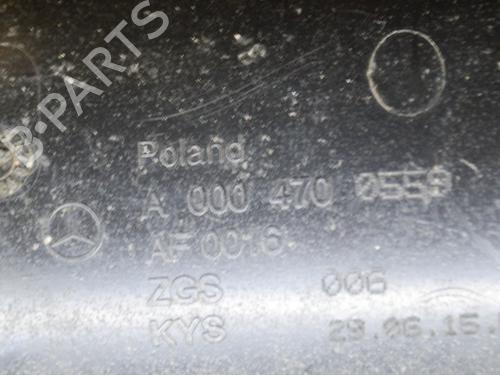 B-PARTS
Poland
A 000 470 0559
AF 0016
ZGS 006
KYS 29.06.15